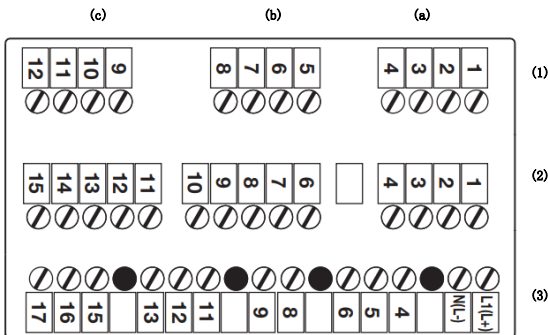 (c) (b) (a)
12 11 10 9 8 7 6 5 4 3 2 1 (1)
15 14 13 12 11 10 9 8 7 6 4 3 2 1 (2)
17 16 15 13 12 11 9 8 6 5 4 N(L-) L1(L+) (3)